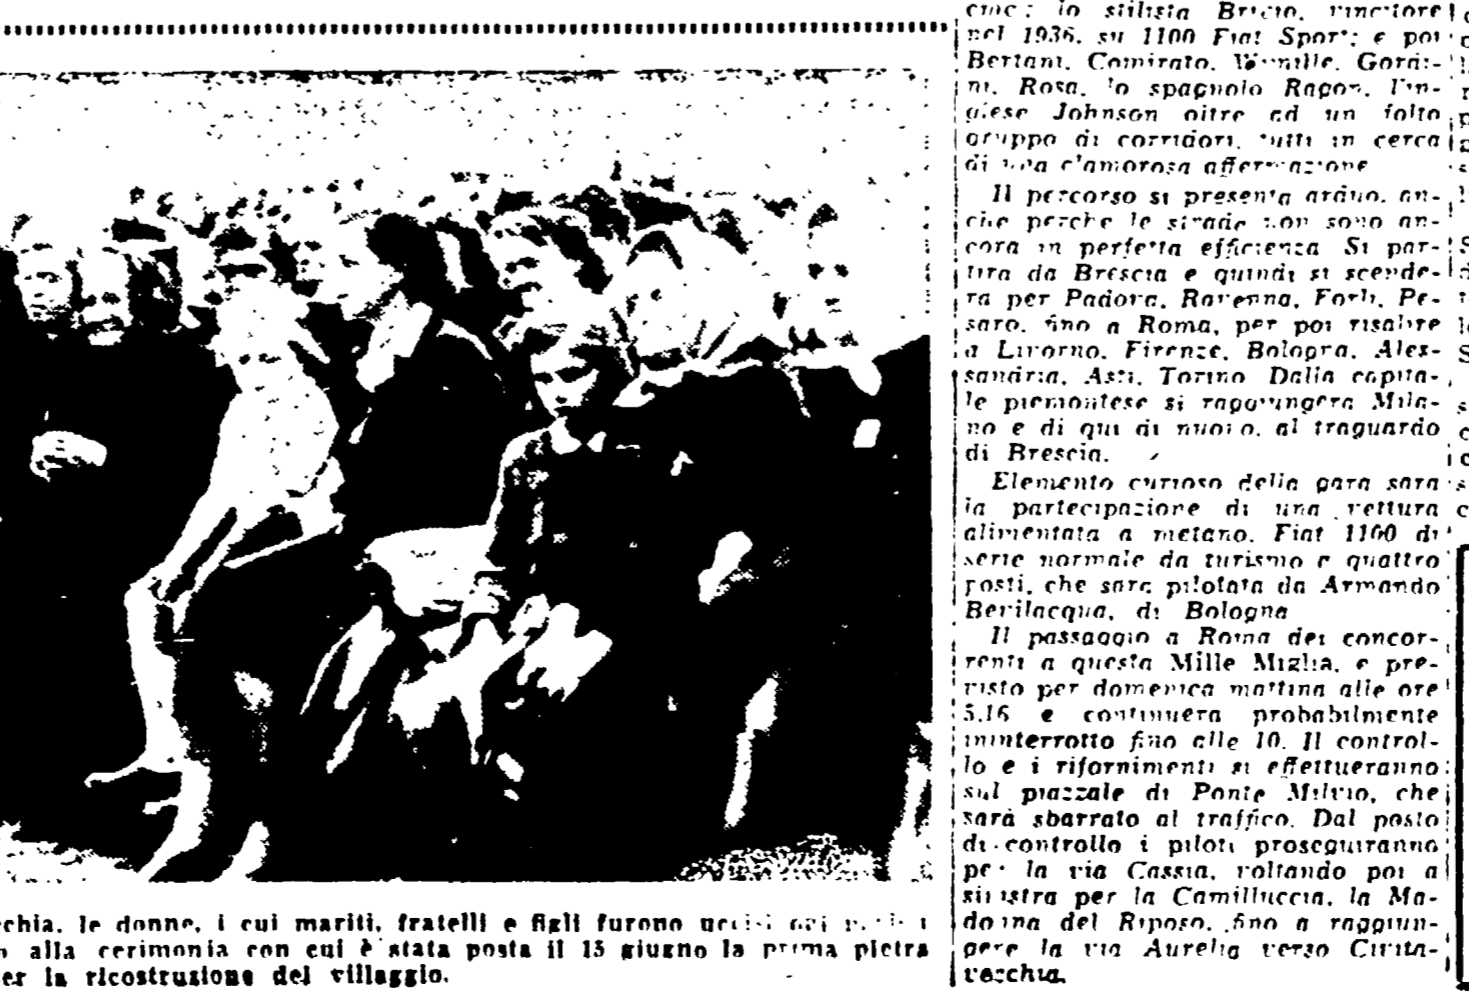 chia, le donne, i cui mariti, fratelli e figli furono uccisi
alla cerimonia con cui è stata posta il 15 giugno la prima pietra
er la ricostruzione del villaggio.
lo stilista Bricio, vincitore
nel 1936, su 1100 Fiat Sport; e poi
Bertani, Comirato, Gordi-
ni, Rosa, lo spagnolo Ragon, l'in-
glese Johnson oltre ad un folto
gruppo di corridori, tutti in cerca
di una clamorosa affermazione
Il percorso si presenta arduo, an-
che perche le strade non sono an-
cora in perfetta efficienza Si par-
tira da Brescia e quindi si scende-
ra per Padova, Ravenna, Forlì, Pe-
saro, fino a Roma, per poi risalire
a Livorno, Firenze, Bologna, Ales-
sandria, Asti, Torino Dalla capita-
le piemontese si raggiungera Mila-
no e di qui di nuovo, al traguardo
di Brescia.
Elemento curioso della gara sara
la partecipazione di una vettura
alimentata a metano, Fiat 1100 di
serie normale da turismo e quattro
posti, che sara pilotata da Armando
Berilacqua, di Bologna
Il passaggio a Roma dei concor-
renti a questa Mille Miglia, e pre-
visto per domenica mattina alle ore
5.16 e continuera probabilmente
ininterrotto fino alle 10. Il control-
lo e i rifornimenti si effettueranno
sul piazzale di Ponte Milvio, che
sarà sbarrato al traffico. Dal posto
di controllo i piloti proseguiranno
per la via Cassia, voltando poi a
sinistra per la Camilluccia, la Ma-
donna del Riposo, fino a raggiun-
gere la via Aurelia verso Civita-
vecchia.